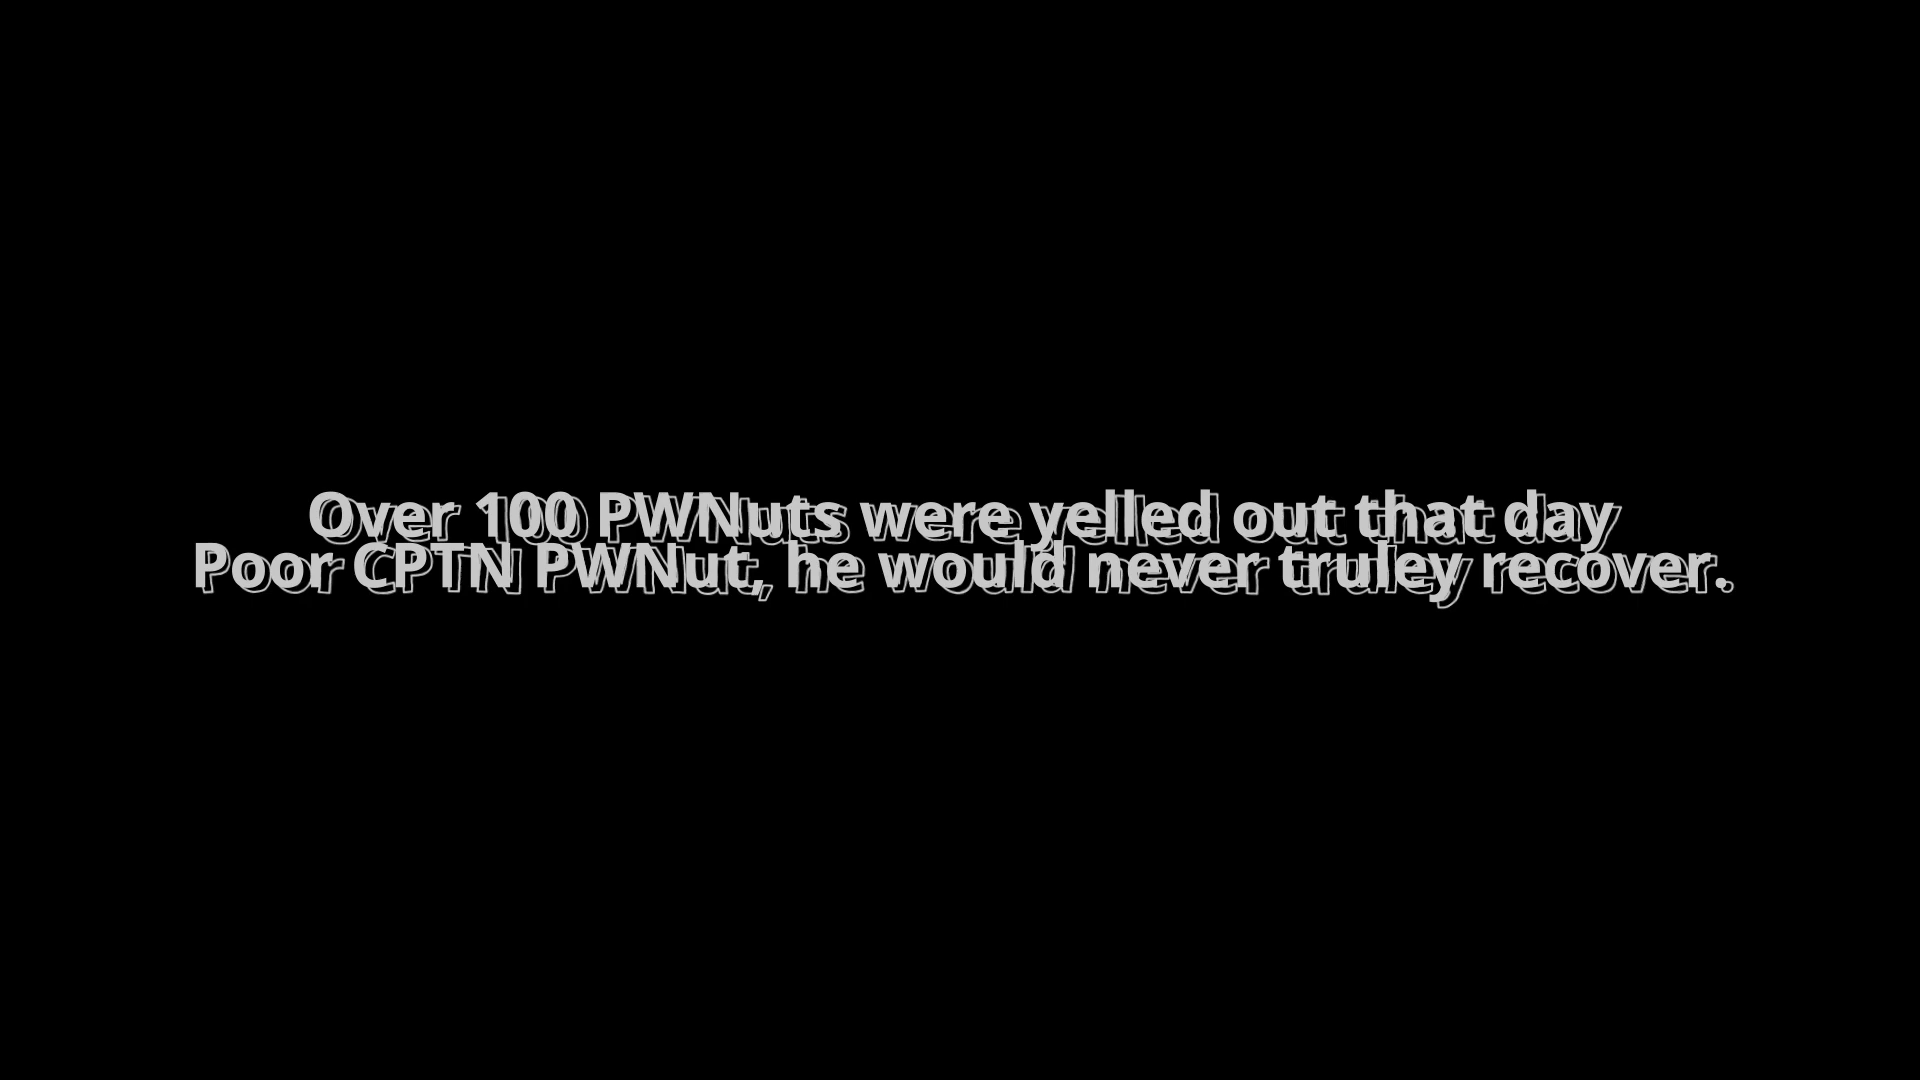 Over 100 PWNuts were yelled out that day
Poor CPTN PWNut, he would never truley recover.